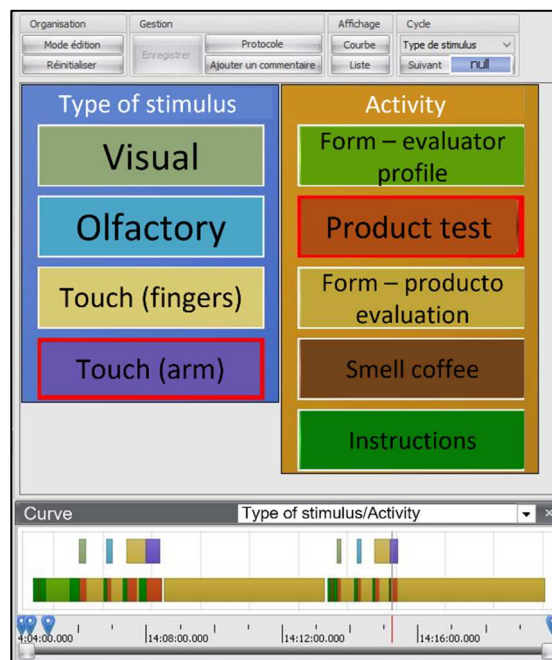 Organisation
Gestion
Affichage
Cycle
Mode édition
Réinitialiser
Enregistrer
Protocole
Ajouter un commentaire
Courbe
Liste
Type de stimulus
Suivant
null
Type of stimulus
Visual
Olfactory
Touch (fingers)
Touch (arm)
Activity
Form – evaluator
profile
Product test
Form – producto
evaluation
Smell coffee
Instructions
Curve
Type of stimulus/Activity
4:04:00.000
14:08:00.000
14:12:00.000
14:16:00.000